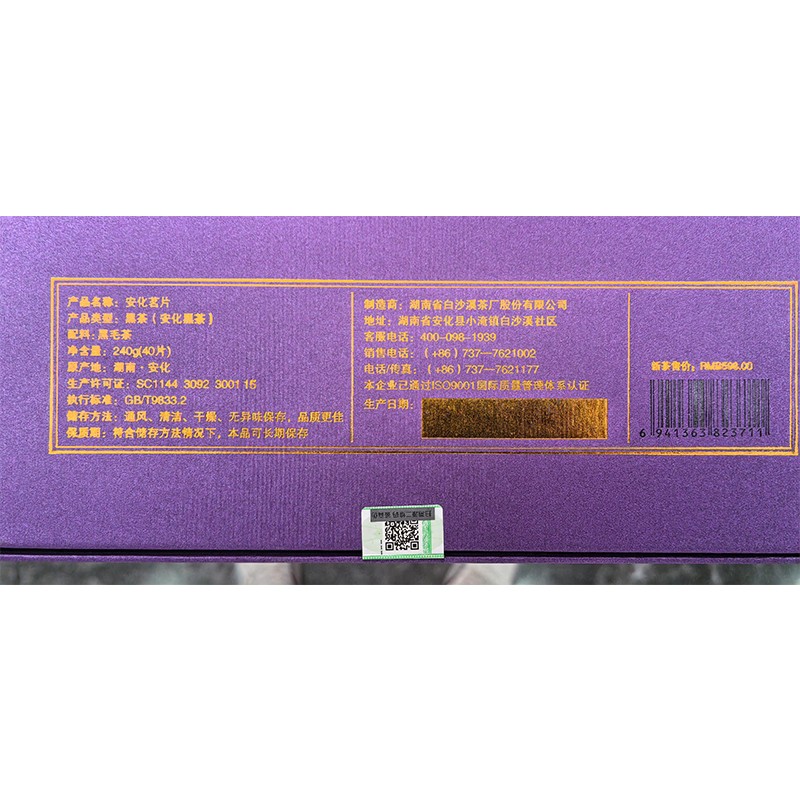 产品名称：安化茗片
产品类型：黑茶（安化黑茶）
配料：黑毛茶
净含量：240g(40片)
原产地：湖南·安化
生产许可证：SC1144 3092 3001 15
执行标准：GB/T9833.2
储存方法：通风、清洁、干燥、无异味保存，品质更佳
保质期：符合储存方法情况下，本品可长期保存
制造商：湖南省白沙溪茶厂股份有限公司
地址：湖南省安化县小淹镇白沙溪社区
客服电话：400-098-1939
销售电话：（+86）737—7621002
电话/传真：（+86）737—7621177
本企业已通过ISO9001国际质量管理体系认证
生产日期：
新茶售价：RMB598.00
6 941363 823711